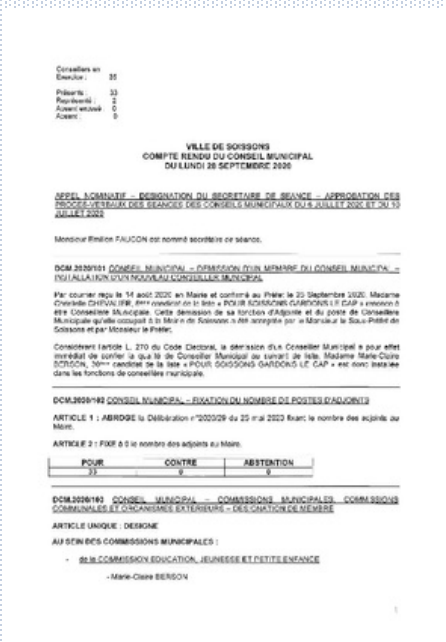 Conseillers en
Exercice : 35
Présents : 33
Représenté : 2
Absent excusé : 0
Absent : 0
VILLE DE SOISSONS
COMPTE RENDU DU CONSEIL MUNICIPAL
DU LUNDI 28 SEPTEMBRE 2020
APPEL NOMINATIF – DESIGNATION DU SECRETAIRE DE SEANCE – APPROBATION DES
PROCES-VERBAUX DES SEANCES DES CONSEILS MUNICIPAUX DU 6 JUILLET 2020 ET DU 10
JUILLET 2020
Monsieur Emilien FAUCON est nommé secrétaire de séance.
DCM.2020/101 CONSEIL MUNICIPAL – DEMISSION D'UN MEMBRE DU CONSEIL MUNICIPAL –
INSTALLATION D'UN NOUVEAU CONSEILLER MUNICIPAL
Par courrier reçu le 14 août 2020 en Mairie et confirmé au Préfet le 25 Septembre 2020, Madame
CHEVALIER, candidat de la liste « POUR SOISSONS GARDONS LE CAP » renonce à
être Conseillère Municipale. Cette démission de sa fonction d'Adjointe et du poste de Conseillère
Municipale qu'elle occupait à la Mairie de Soissons a été acceptée par le Monsieur le Sous-Préfet de
Soissons et par Monsieur le Préfet.
Considérant l'article L. 270 du Code Electoral, la démission d'un Conseiller Municipal a pour effet
immédiat de conférer la qualité de Conseiller Municipal au suivant de liste. Madame Marie-Claire
BERSON, candidat de la liste « POUR SOISSONS GARDONS LE CAP » est donc installée
dans les fonctions de conseillère municipale.
DCM.2020/102 CONSEIL MUNICIPAL – FIXATION DU NOMBRE DE POSTES D'ADJOINTS
ARTICLE 1 : ABROGE la Délibération n°2020/29 du 25 mai 2020 fixant le nombre des adjoints au
Maire.
ARTICLE 2 : FIXE à 9 le nombre des adjoints au Maire.
POUR CONTRE ABSTENTION
0 0
DCM.2020/103 CONSEIL MUNICIPAL – COMMISSIONS MUNICIPALES, COMMISSIONS
COMMUNALES ET ORGANISMES EXTERIEURS – DESIGNATION DE MEMBRE
ARTICLE UNIQUE : DESIGNE
AU SEIN DES COMMISSIONS MUNICIPALES :
- de la COMMISSION EDUCATION, JEUNESSE ET PETITE ENFANCE
- Marie-Claire BERSON